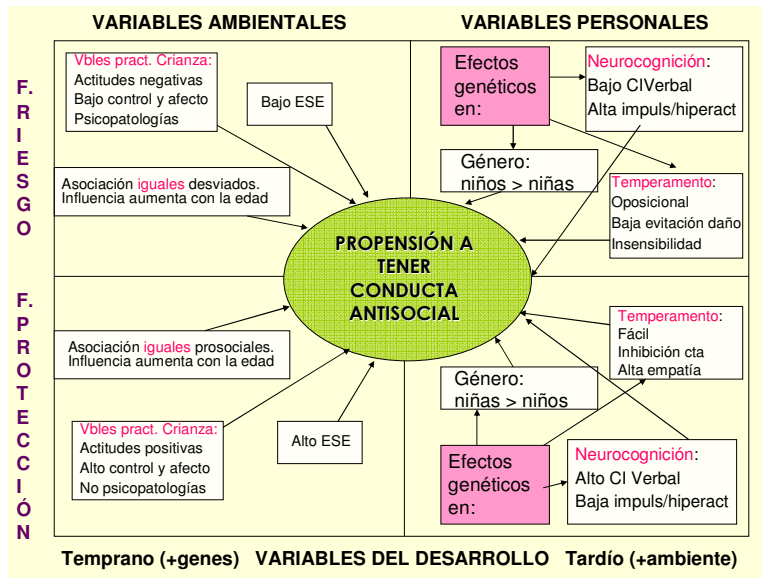 VARIABLES AMBIENTALES
VARIABLES PERSONALES
F. RIESGO
Vbles pract. Crianza:
Actitudes negativas
Bajo control y afecto
Psicopatologías
Bajo ESE
Asociación iguales desviados.
Influencia aumenta con la edad
Efectos
genéticos
en:
Neurocognición:
Bajo CIVerbal
Alta impuls/hiperact
Género:
niños > niñas
Temperamento:
Oposicional
Baja evitación daño
Insensibilidad
PROPENSIÓN A
TENER
CONDUCTA
ANTISOCIAL
F. PROTECCCIÓN
Asociación iguales prosociales.
Influencia aumenta con la edad
Vbles pract. Crianza:
Actitudes positivas
Alto control y afecto
No psicopatologías
Alto ESE
Temperamento:
Fácil
Inhibición cta
Alta empatía
Género:
niñas > niños
Efectos
genéticos
en:
Neurocognición:
Alto CI Verbal
Baja impuls/hiperact
Temprano (+genes) VARIABLES DEL DESARROLLO Tardío (+ambiente)